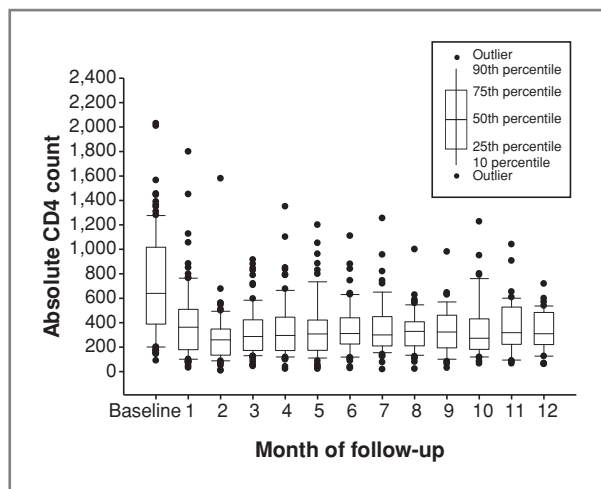 Outlier
90th percentile
75th percentile
50th percentile
25th percentile
10 percentile
Outlier
2,400
2,200
2,000
1,800
1,600
1,400
1,200
1,000
800
600
400
200
0
Absolute CD4 count
Baseline 1 2 3 4 5 6 7 8 9 10 11 12
Month of follow-up